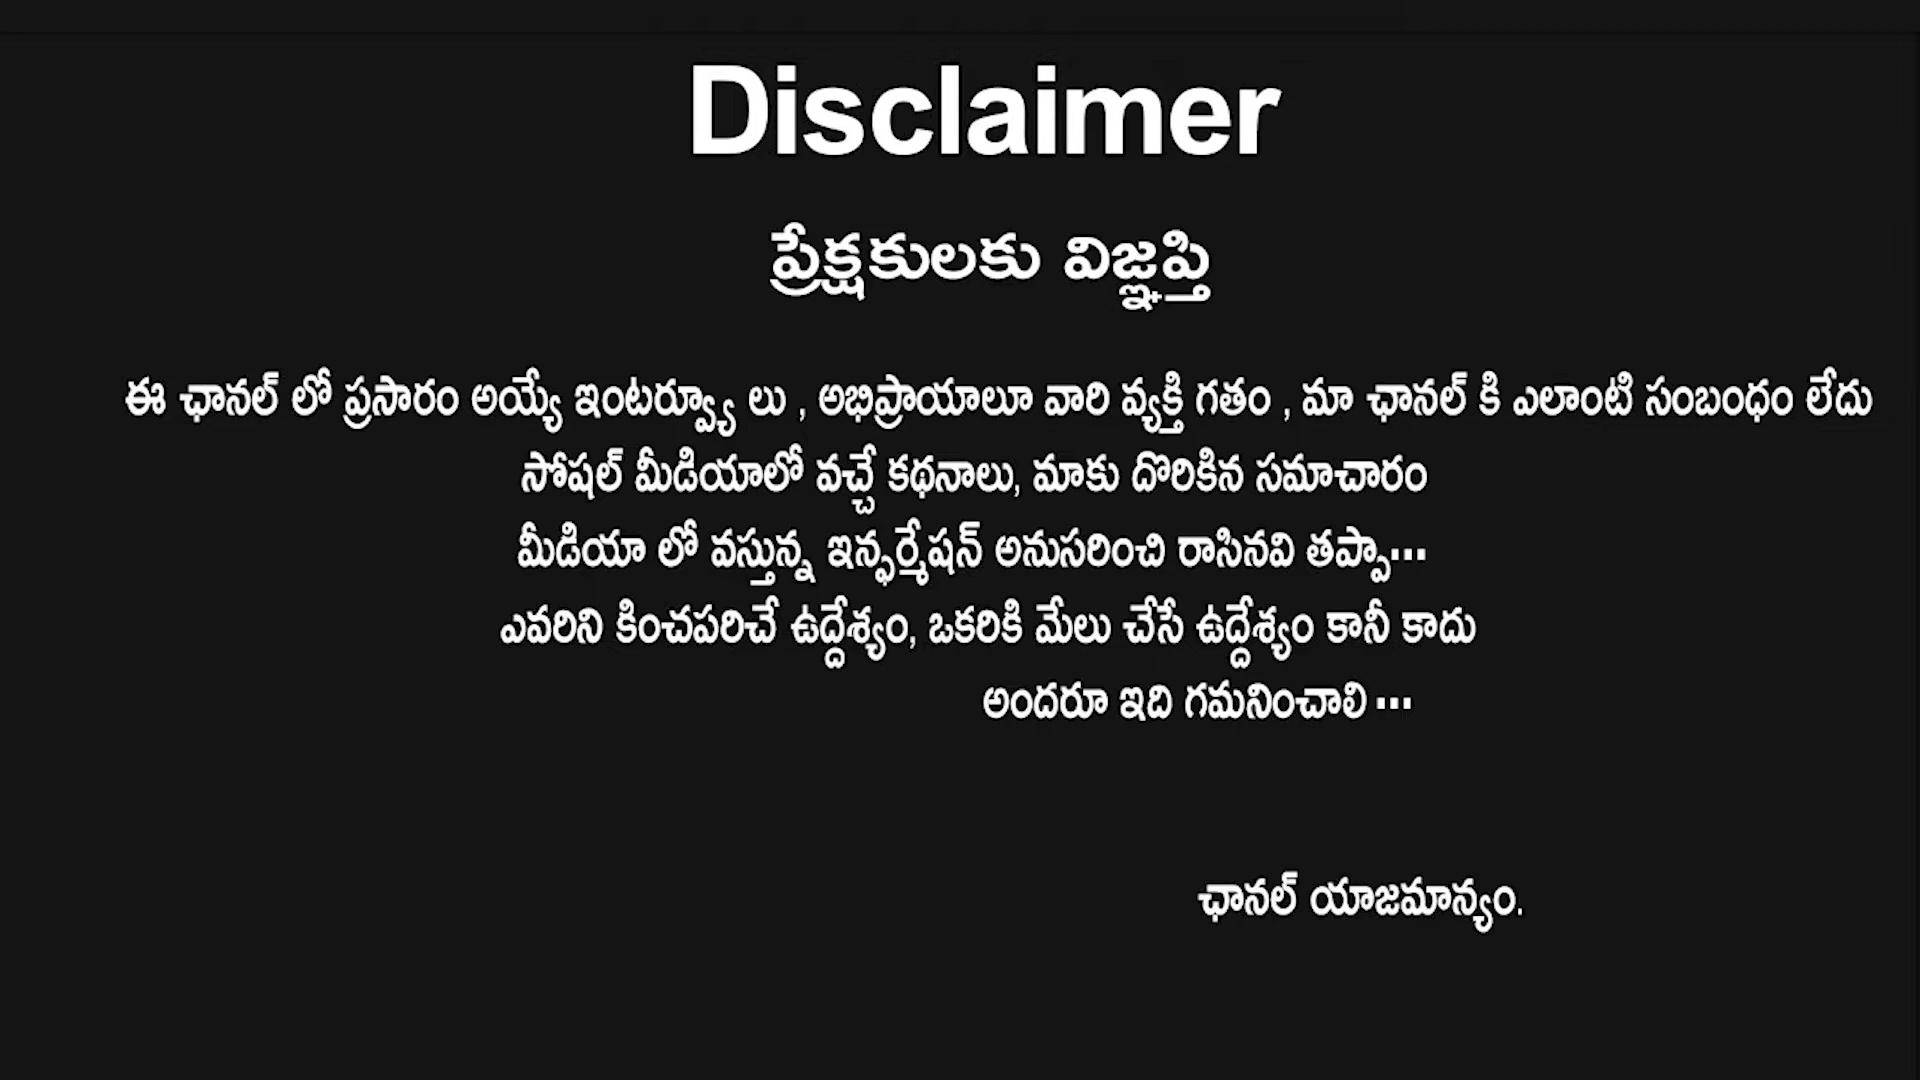 Disclaimer
ప్రేక్షకులకు విజ్ఞప్తి
ఈ ఛానల్ లో ప్రసారం అయ్యే ఇంటర్వ్యూ లు , అభిప్రాయాలూ వారి వ్యక్తి గతం , మా ఛానల్ కి ఎలాంటి సంబంధం లేదు
సోషల్ మీడియాలో వచ్చే కథనాలు, మాకు దొరికిన సమాచారం
మీడియా లో వస్తున్న ఇన్ఫర్మేషన్ అనుసరించి రాసినవి తప్పా...
ఎవరిని కించపరిచే ఉద్దేశ్యం, ఒకరికి మేలు చేసే ఉద్దేశ్యం కానీ కాదు
అందరూ ఇది గమనించాలి ...
ఛానల్ యాజమాన్యం.